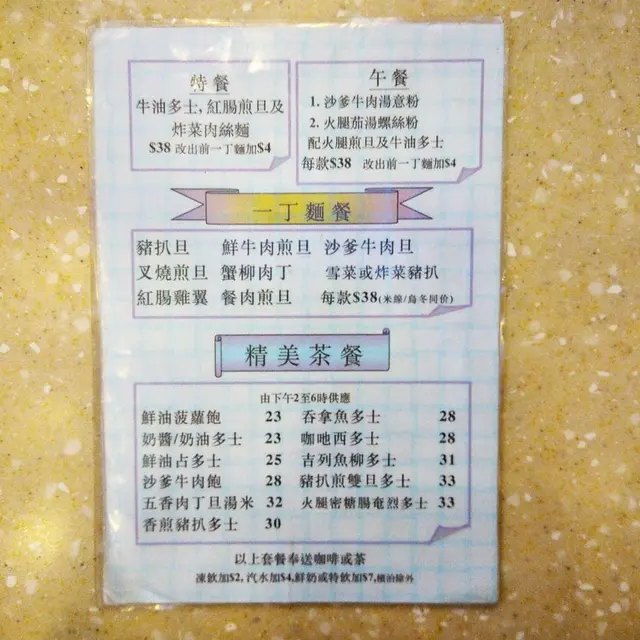 特餐
牛油多士,紅腸煎旦及
炸菜肉絲麵
$38 改出前一丁麵加$4
午餐
1. 沙爹牛肉湯意粉
2. 火腿茄湯螺絲粉
配火腿煎旦及牛油多士
每款$38 改出前一丁麵加$4
一丁麵餐
豬扒旦 鮮牛肉煎旦 沙爹牛肉旦
叉燒煎旦 蟹柳肉丁 雪菜或炸菜豬扒
紅腸雞翼 餐肉煎旦 每款$38(米線/烏冬同价)
精美茶餐
由下午2至6時供應
鮮油菠蘿飽 23 吞拿魚多士 28
奶醬/奶油多士 23 咖吔西多士 28
鮮油占多士 25 吉列魚柳多士 31
沙爹牛肉飽 28 豬扒煎雙旦多士 33
五香肉丁旦湯米 32 火腿密糖腸奄烈多士 33
香煎豬扒多士 30
以上套餐奉送咖啡或茶
凍飲加$2, 汽水加$4,鮮奶或特飲加$7,檳治除外